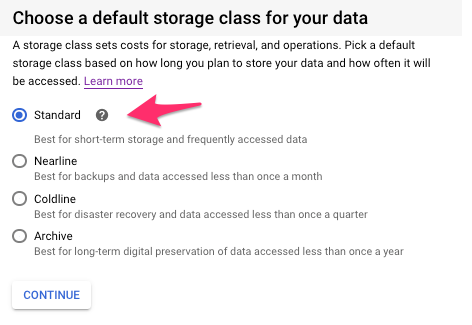 Choose a default storage class for your data
A storage class sets costs for storage, retrieval, and operations. Pick a default
storage class based on how long you plan to store your data and how often it will
be accessed. Learn more
Standard ?
Best for short-term storage and frequently accessed data
Nearline
Best for backups and data accessed less than once a month
Coldline
Best for disaster recovery and data accessed less than once a quarter
Archive
Best for long-term digital preservation of data accessed less than once a year
CONTINUE